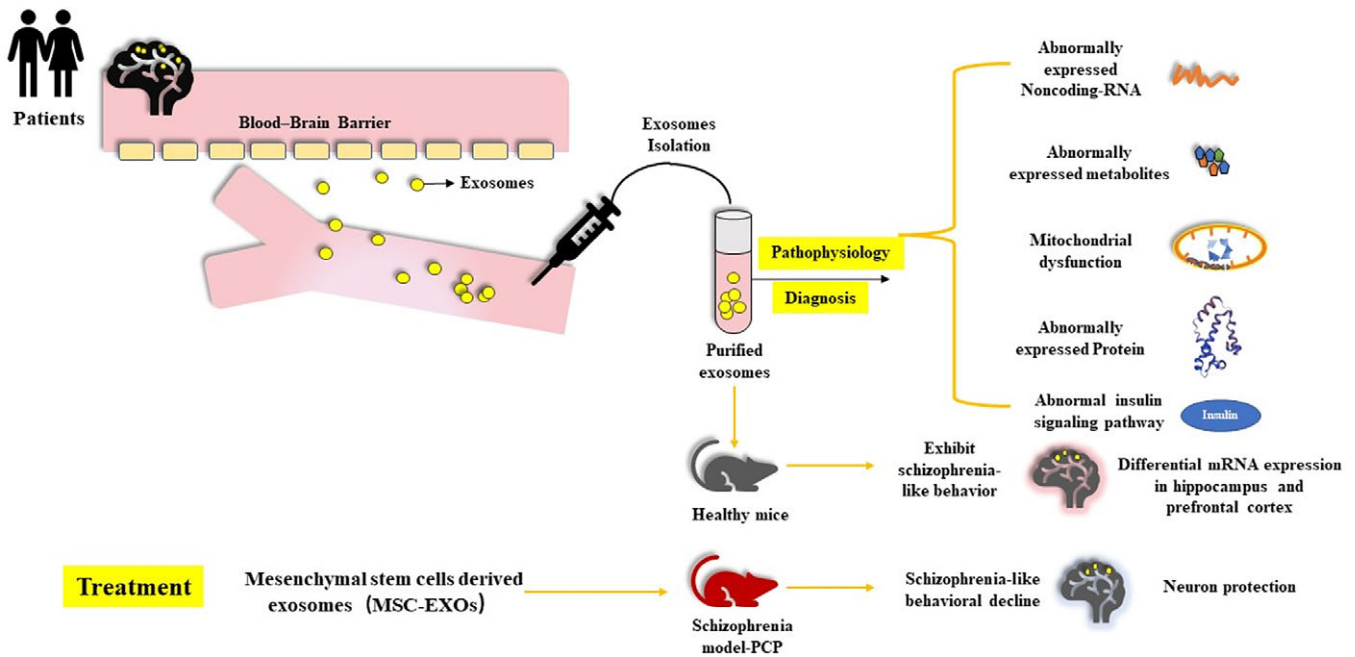 Patients
Blood–Brain Barrier
Exosomes
Exosomes
Isolation
Purified
exosomes
Pathophysiology
Diagnosis
Abnormally
expressed
Noncoding-RNA
Abnormally
expressed metabolites
Mitochondrial
dysfunction
Abnormally
expressed Protein
Abnormal insulin
signaling pathway
Insulin
Healthy mice
Exhibit
schizophrenia-
like behavior
Differential mRNA expression
in hippocampus and
prefrontal cortex
Treatment
Mesenchymal stem cells derived
exosomes (MSC-EXOs)
Schizophrenia
model-PCP
Schizophrenia-like
behavioral decline
Neuron protection